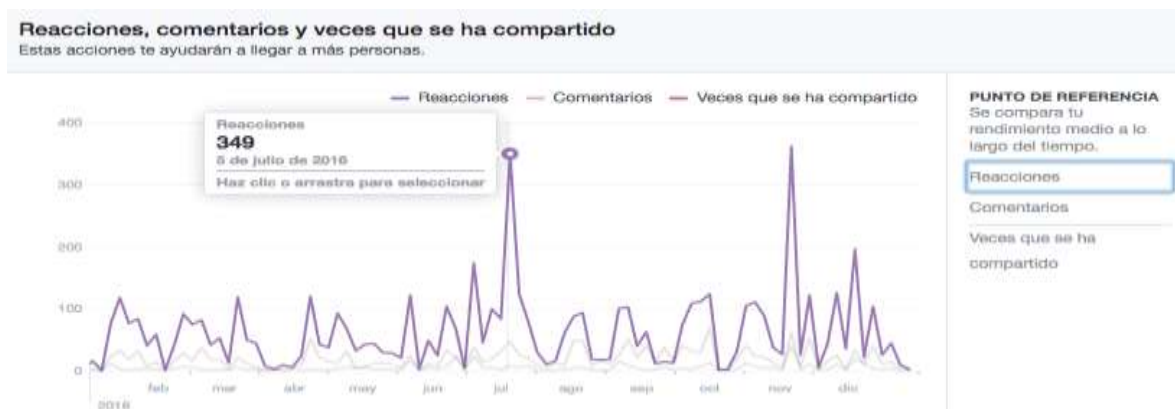 Reacciones, comentarios y veces que se ha compartido
Estas acciones te ayudarán a llegar a más personas.
Reacciones
Comentarios
Veces que se ha compartido
400
300
200
100
0
Reacciones
349
5 de julio de 2016
Haz clic o arrastra para seleccionar
feb
mar
abr
may
jun
jul
ago
sep
oct
nov
dic
2016
PUNTO DE REFERENCIA
Se compara tu
rendimiento medio a lo
largo del tiempo.
Reacciones
Comentarios
Veces que se ha
compartido